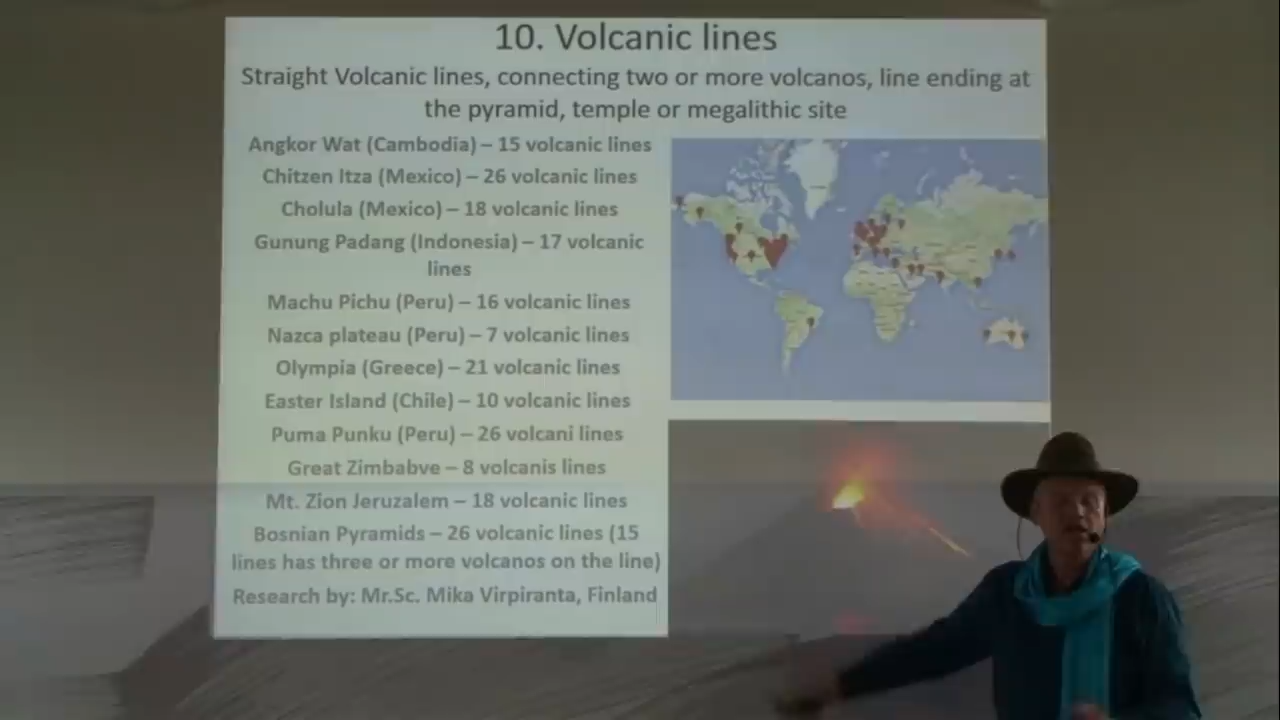 10. Volcanic lines
Straight Volcanic lines, connecting two or more volcanos, line ending at
the pyramid, temple or megalithic site
Angkor Wat (Cambodia) – 15 volcanic lines
Chitzen Itza (Mexico) – 26 volcanic lines
Cholula (Mexico) – 18 volcanic lines
Gunung Padang (Indonesia) – 17 volcanic
lines
Machu Pichu (Peru) – 16 volcanic lines
Nazca plateau (Peru) – 7 volcanic lines
Olympia (Greece) – 21 volcanic lines
Easter Island (Chile) – 10 volcanic lines
Puma Punku (Peru) – 26 volcani lines
Great Zimbabve – 8 volcanis lines
Mt. Zion Jeruzalem – 18 volcanic lines
Bosnian Pyramids – 26 volcanic lines (15
lines has three or more volcanos on the line)
Research by: Mr.Sc. Mika Virpiranta, Finland